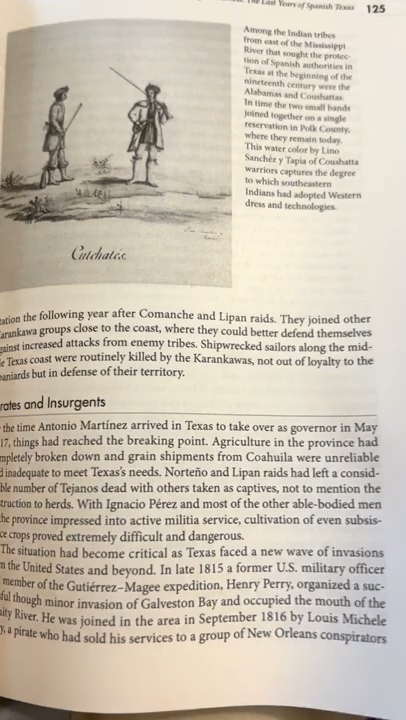 The Last Years of Spanish Texas 125
Among the Indian tribes
from east of the Mississippi
River that sought the protec-
tion of Spanish authorities in
Texas at the beginning of the
nineteenth century were the
Alabamas and Coushattas.
In time the two small bands
joined together on a single
reservation in Polk County,
where they remain today.
This water color by Lino
Sanchéz y Tapia of Coushatta
warriors captures the degree
to which southeastern
Indians had adopted Western
dress and technologies.
Cutchatés.
tation the following year after Comanche and Lipan raids. They joined other
arankawa groups close to the coast, where they could better defend themselves
gainst increased attacks from enemy tribes. Shipwrecked sailors along the mid-
le Texas coast were routinely killed by the Karankawas, not out of loyalty to the
paniards but in defense of their territory.
rates and Insurgents
the time Antonio Martínez arrived in Texas to take over as governor in May
17, things had reached the breaking point. Agriculture in the province had
mpletely broken down and grain shipments from Coahuila were unreliable
d inadequate to meet Texas's needs. Norteño and Lipan raids had left a consid-
ble number of Tejanos dead with others taken as captives, not to mention the
truction to herds. With Ignacio Pérez and most of the other able-bodied men
he province impressed into active militia service, cultivation of even subsis-
ce crops proved extremely difficult and dangerous.
The situation had become critical as Texas faced a new wave of invasions
m the United States and beyond. In late 1815 a former U.S. military officer
member of the Gutiérrez–Magee expedition, Henry Perry, organized a suc-
ful though minor invasion of Galveston Bay and occupied the mouth of the
nity River. He was joined in the area in September 1816 by Louis Michele
y, a pirate who had sold his services to a group of New Orleans conspirators